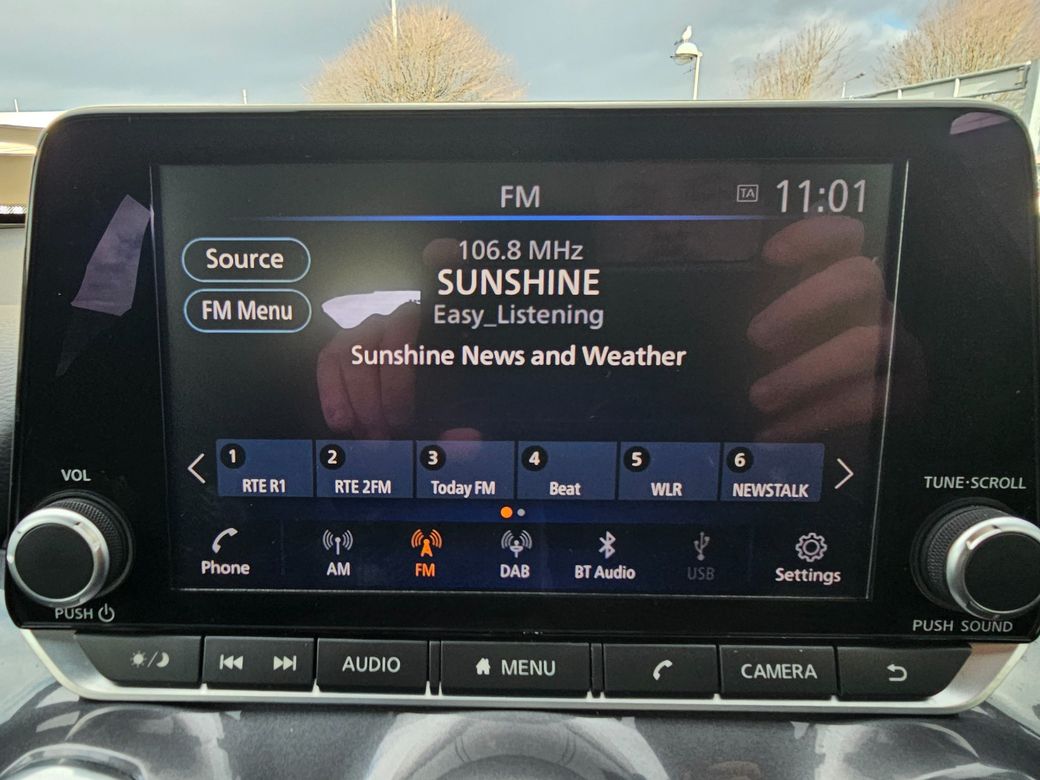 FM
TA 11:01
Source
FM Menu
106.8 MHz
SUNSHINE
Easy_Listening
Sunshine News and Weather
1 RTE R1
2 RTE 2FM
3 Today FM
4 Beat
5 WLR
6 NEWSTALK
Phone
AM
FM
DAB
BT Audio
USB
Settings
VOL
PUSH
TUNE·SCROLL
PUSH SOUND
AUDIO
MENU
CAMERA